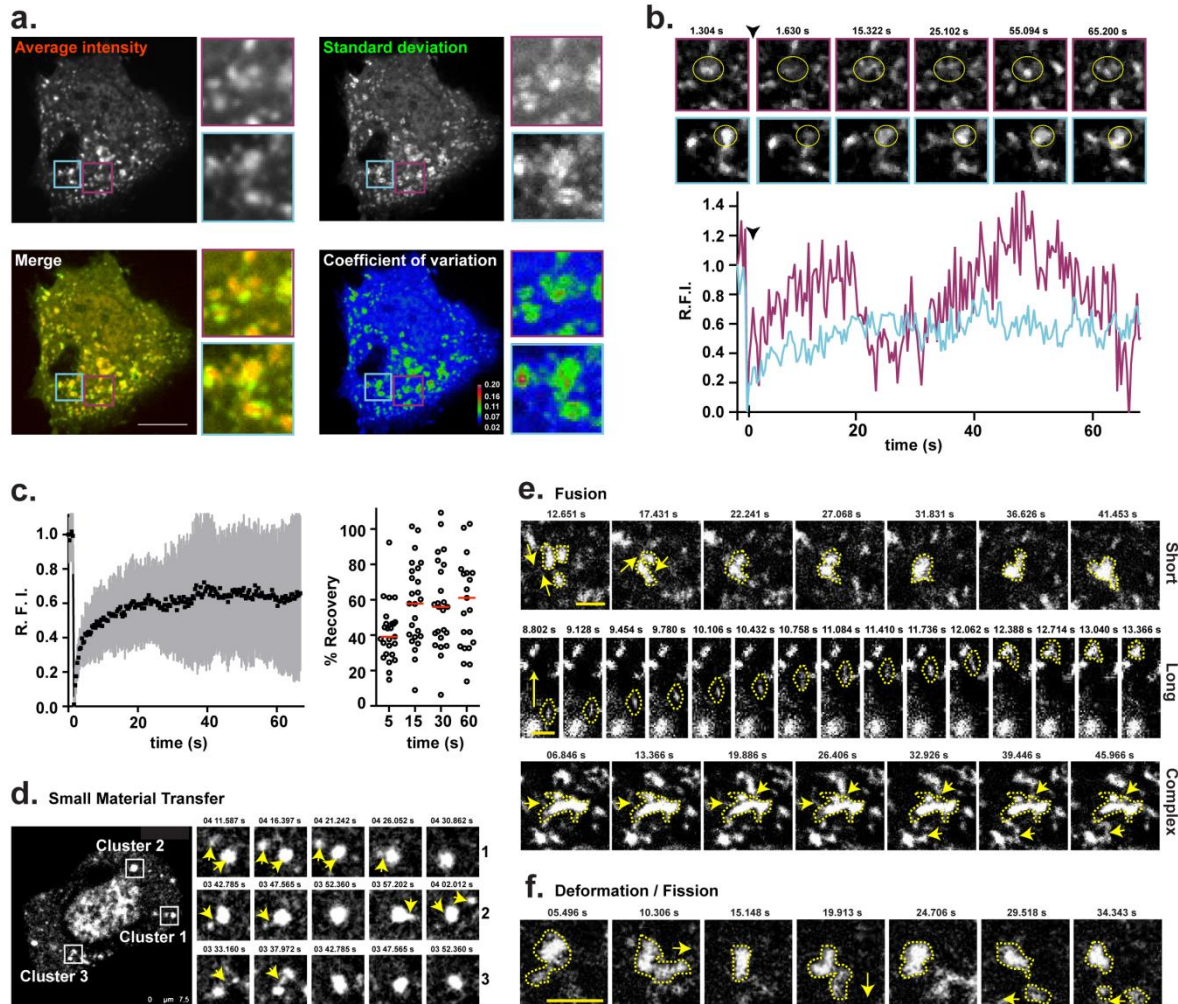 a.
Average intensity
Standard deviation
Merge
Coefficient of variation
0.20
0.16
0.11
0.07
0.02
b.
1.304 s
1.630 s
15.322 s
25.102 s
55.094 s
65.200 s
R.F.I.
1.4
1.2
1.0
0.8
0.6
0.4
0.2
0.0
0
20
40
60
time (s)
c.
R. F. I.
1.0
0.8
0.6
0.4
0.2
0
0
20
40
60
time (s)
% Recovery
100
80
60
40
20
0
5
15
30
60
time (s)
d. Small Material Transfer
Cluster 2
Cluster 1
Cluster 3
0 µm 7.5
04 11.587 s
04 16.397 s
04 21.242 s
04 26.052 s
04 30.862 s
1
03 42.785 s
03 47.565 s
03 52.360 s
03 57.202 s
04 02.012 s
2
03 33.160 s
03 37.972 s
03 42.785 s
03 47.565 s
03 52.360 s
3
e. Fusion
12.651 s
17.431 s
22.241 s
27.068 s
31.831 s
36.626 s
41.453 s
Short
8.802 s
9.128 s
9.454 s
9.780 s
10.106 s
10.432 s
10.758 s
11.084 s
11.410 s
11.736 s
12.062 s
12.388 s
12.714 s
13.040 s
13.366 s
Long
06.846 s
13.366 s
19.886 s
26.406 s
32.926 s
39.446 s
45.966 s
Complex
f. Deformation / Fission
05.496 s
10.306 s
15.148 s
19.913 s
24.706 s
29.518 s
34.343 s